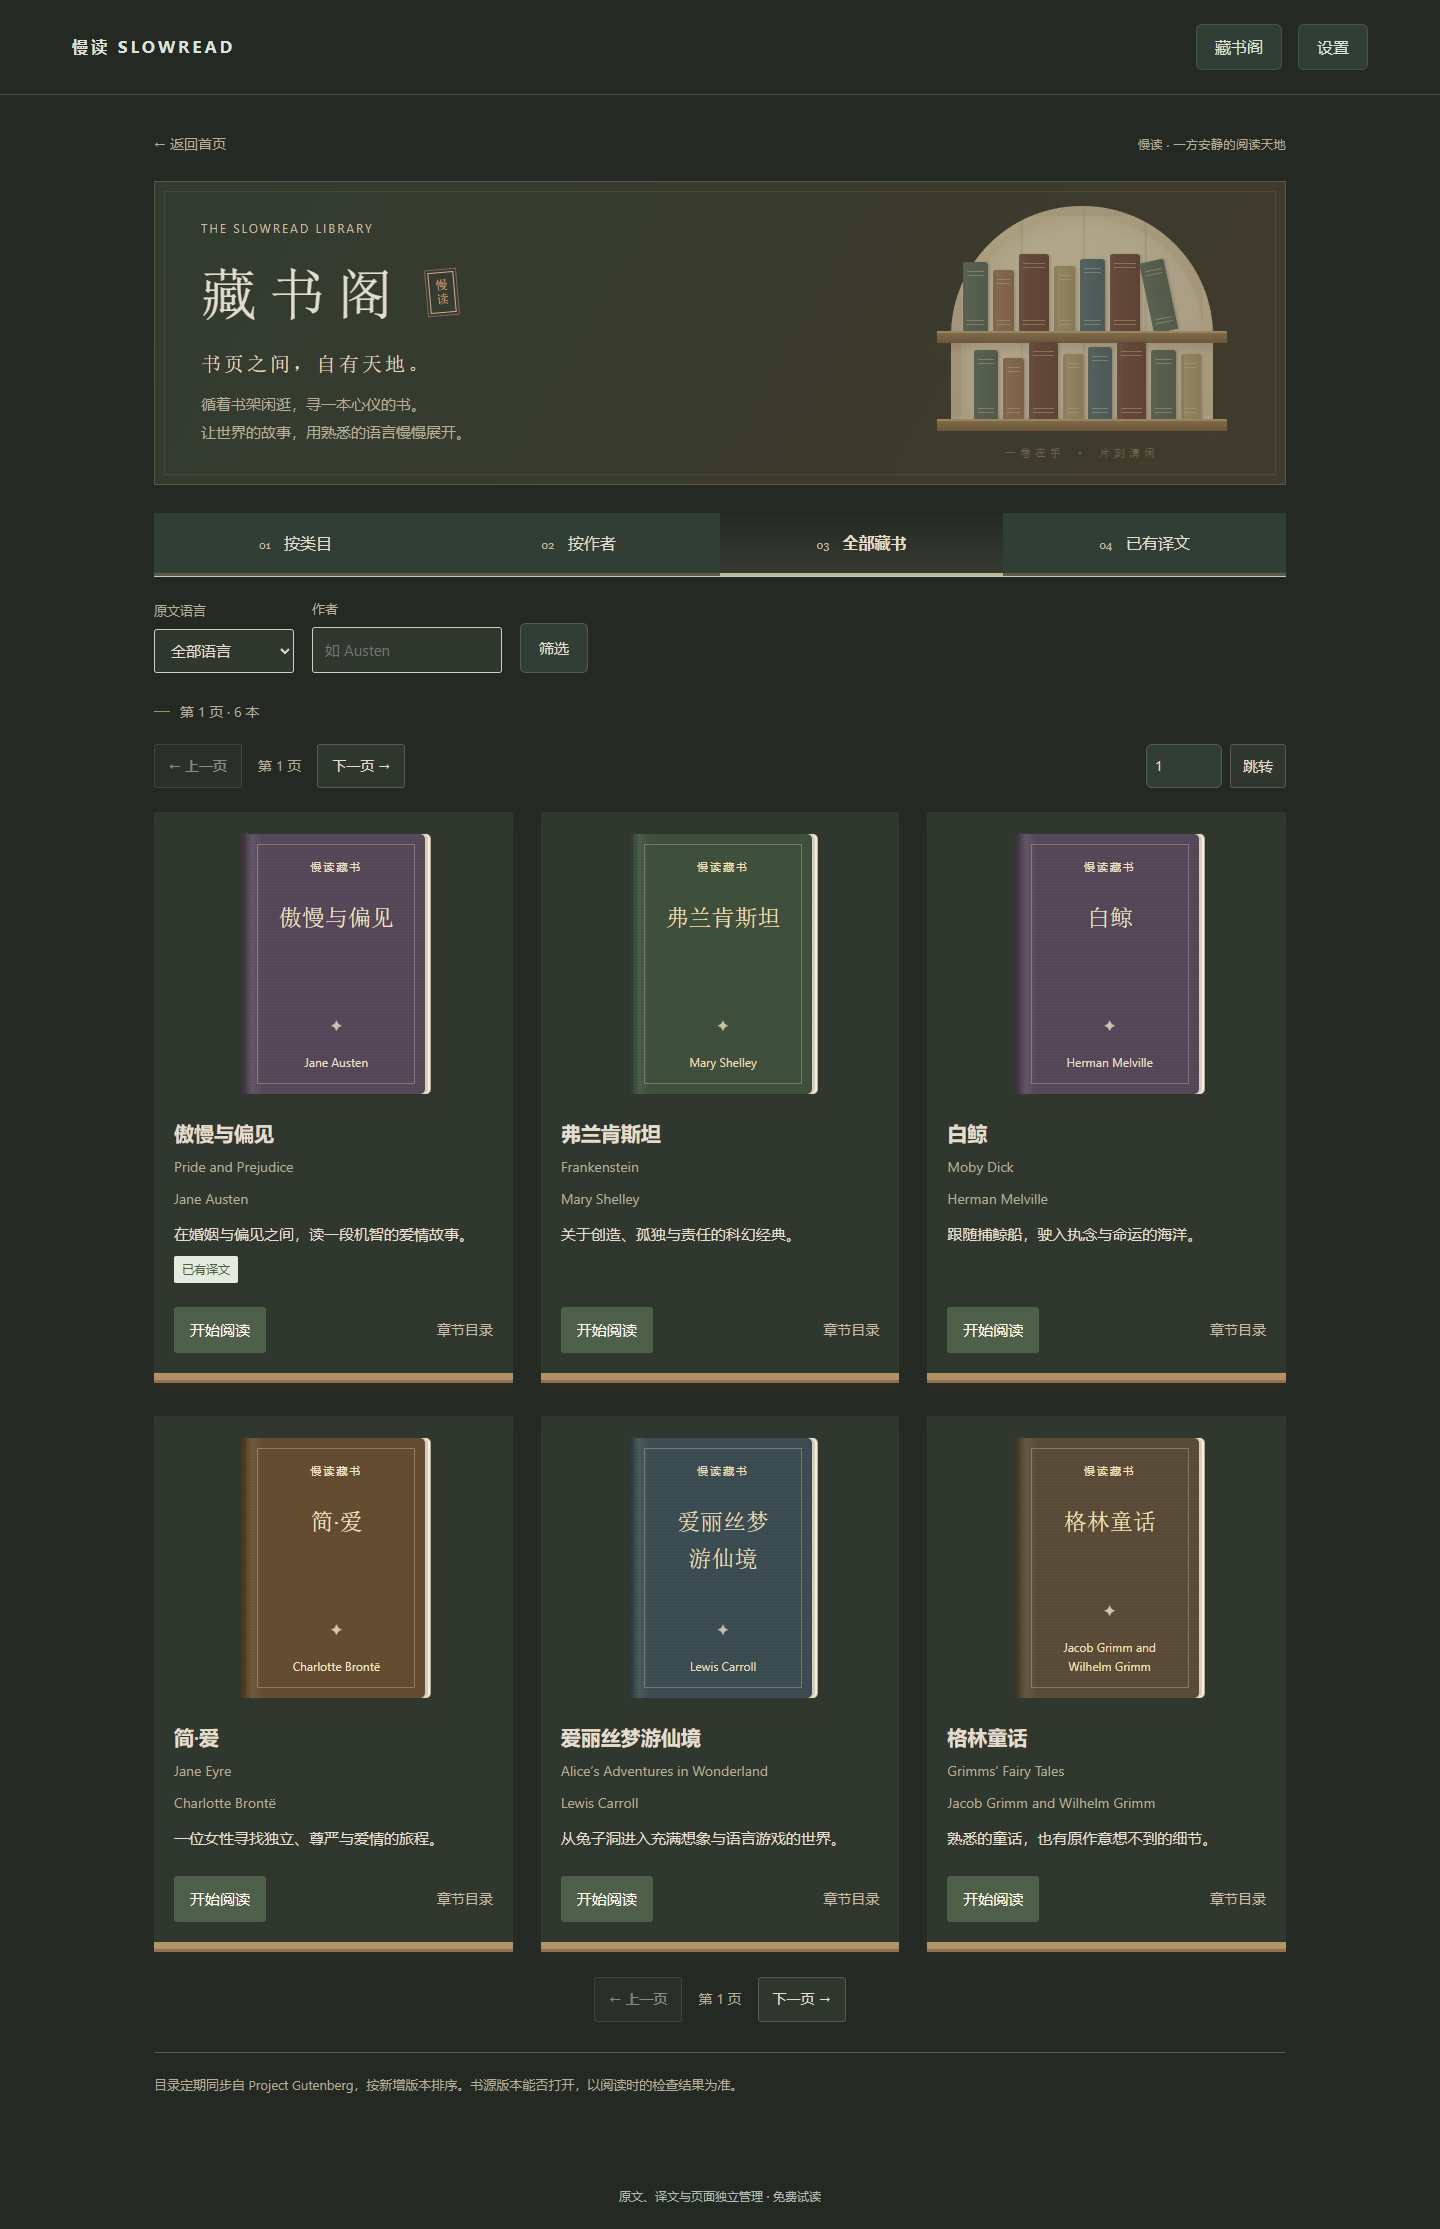 慢读 SLOWREAD
藏书阁
设置
← 返回首页
慢读 · 一方安静的阅读天地
THE SLOWREAD LIBRARY
藏书阁
慢读
书页之间，自有天地。
循着书架闲逛，寻一本心仪的书。
让世界的故事，用熟悉的语言慢慢展开。
一卷在手 · 片刻清闲
01 按类目
02 按作者
03 全部藏书
04 已有译文
原文语言
作者
全部语言
如 Austen
筛选
— 第 1 页 · 6 本
← 上一页
第 1 页
下一页 →
1
跳转
慢读藏书
傲慢与偏见
✦
Jane Austen
傲慢与偏见
Pride and Prejudice
Jane Austen
在婚姻与偏见之间，读一段机智的爱情故事。
已有译文
开始阅读
章节目录
慢读藏书
弗兰肯斯坦
✦
Mary Shelley
弗兰肯斯坦
Frankenstein
Mary Shelley
关于创造、孤独与责任的科幻经典。
开始阅读
章节目录
慢读藏书
白鲸
✦
Herman Melville
白鲸
Moby Dick
Herman Melville
跟随捕鲸船，驶入执念与命运的海洋。
开始阅读
章节目录
慢读藏书
简·爱
✦
Charlotte Brontë
简·爱
Jane Eyre
Charlotte Brontë
一位女性寻找独立、尊严与爱情的旅程。
开始阅读
章节目录
慢读藏书
爱丽丝梦
游仙境
✦
Lewis Carroll
爱丽丝梦游仙境
Alice’s Adventures in Wonderland
Lewis Carroll
从兔子洞进入充满想象与语言游戏的世界。
开始阅读
章节目录
慢读藏书
格林童话
✦
Jacob Grimm and
Wilhelm Grimm
格林童话
Grimms’ Fairy Tales
Jacob Grimm and Wilhelm Grimm
熟悉的童话，也有原作意想不到的细节。
开始阅读
章节目录
← 上一页
第 1 页
下一页 →
目录定期同步自 Project Gutenberg，按新增版本排序。书源版本能否打开，以阅读时的检查结果为准。
原文、译文与页面独立管理 · 免费试读